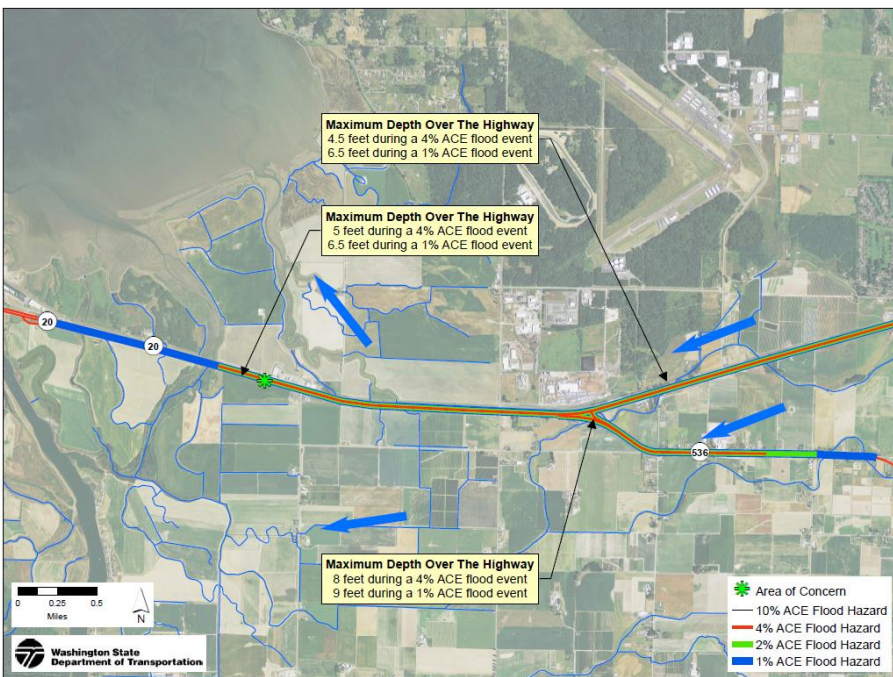 Maximum Depth Over The Highway
4.5 feet during a 4% ACE flood event
6.5 feet during a 1% ACE flood event
Maximum Depth Over The Highway
5 feet during a 4% ACE flood event
6.5 feet during a 1% ACE flood event
20
20
536
Maximum Depth Over The Highway
8 feet during a 4% ACE flood event
9 feet during a 1% ACE flood event
0 0.25 0.5
Miles
N
Washington State
Department of Transportation
Area of Concern
10% ACE Flood Hazard
4% ACE Flood Hazard
2% ACE Flood Hazard
1% ACE Flood Hazard